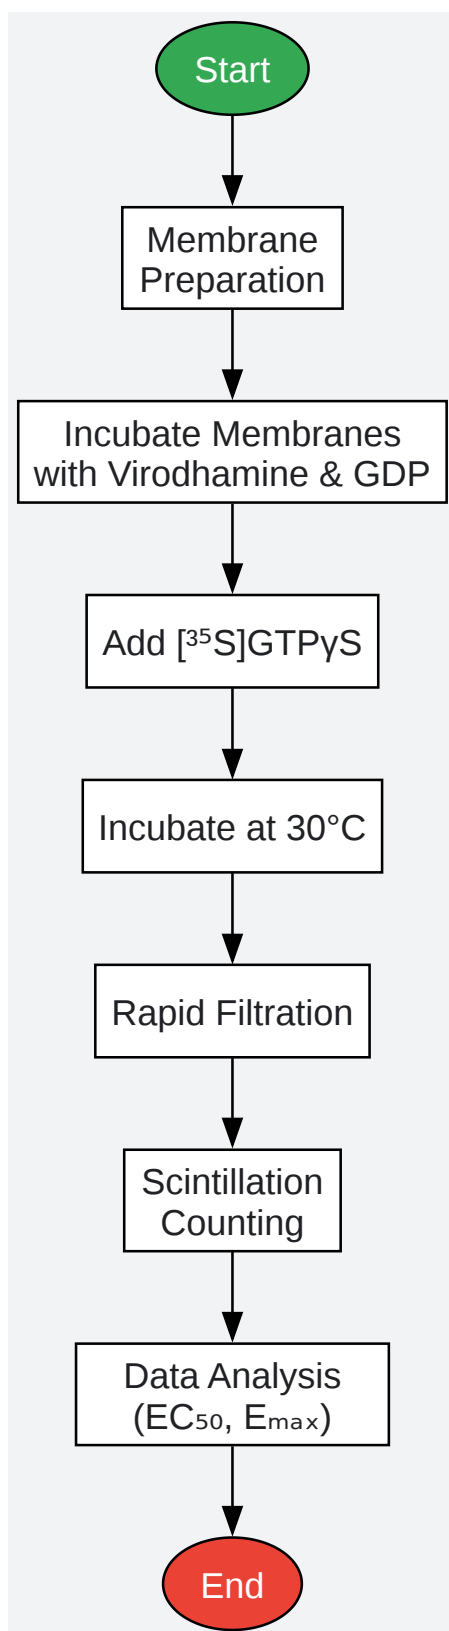 Start
Membrane
Preparation
Incubate Membranes
with Virodhamine & GDP
Add [³⁵S]GTPγS
Incubate at 30°C
Rapid Filtration
Scintillation
Counting
Data Analysis
(EC₅₀, Eₘₐₓ)
End